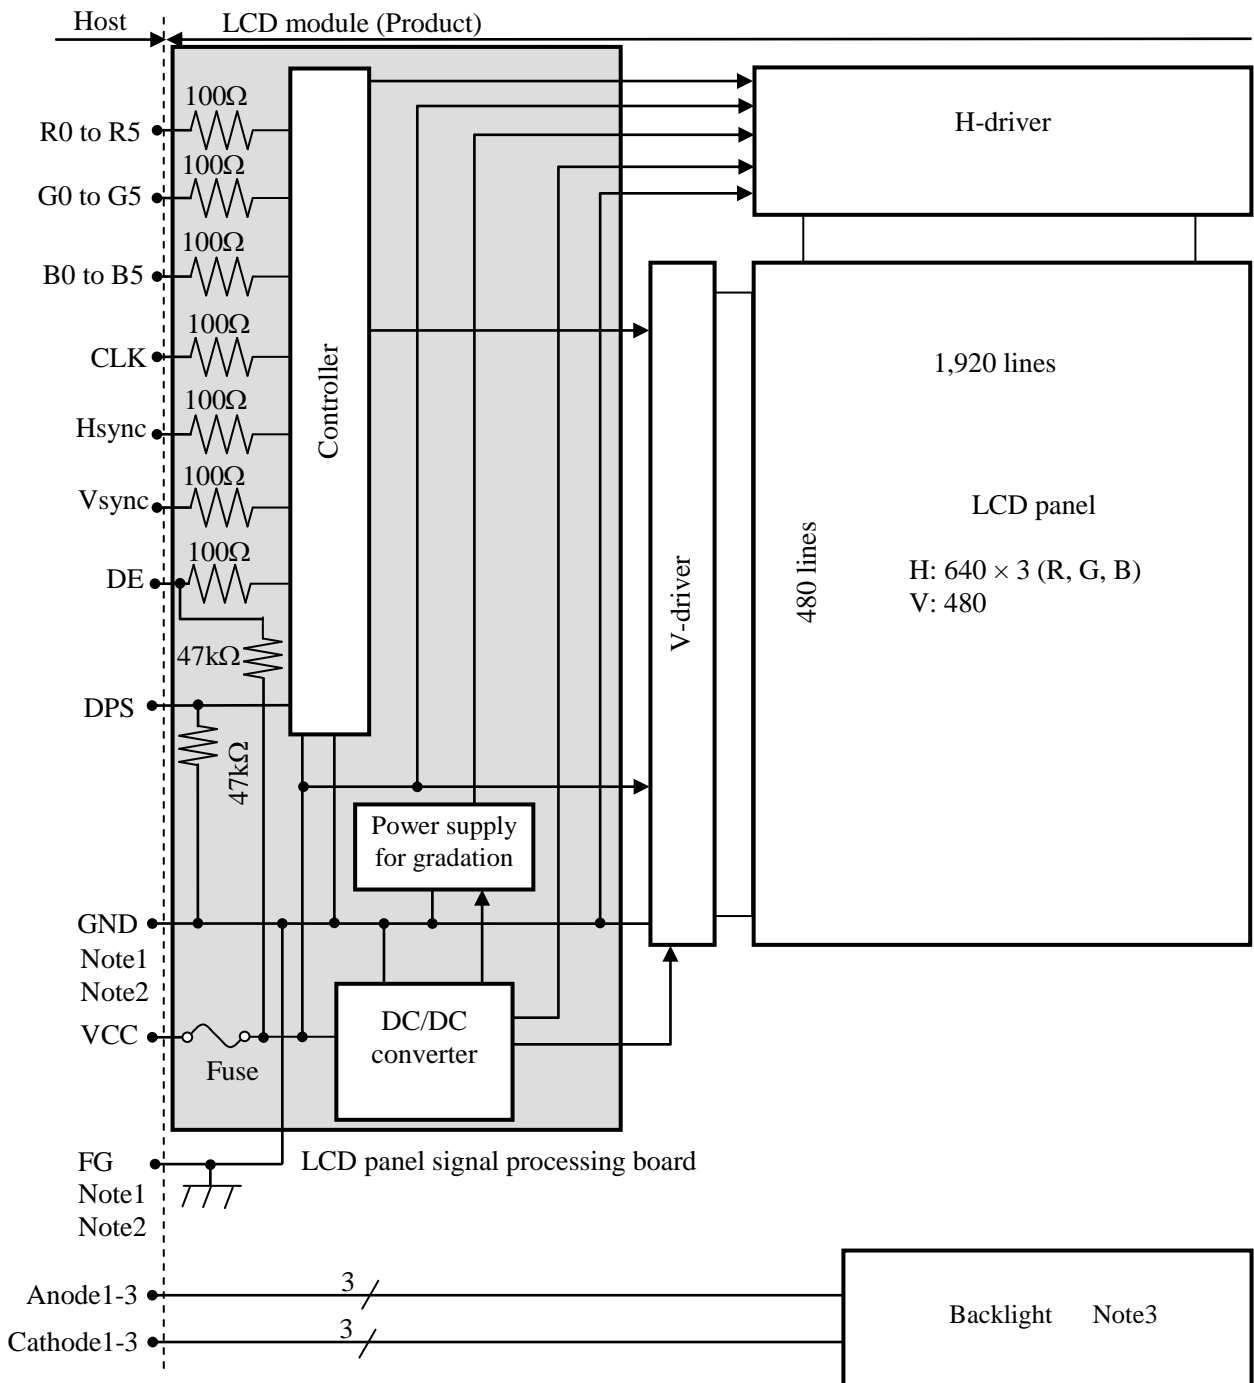 Host
LCD module (Product)
100Ω
R0 to R5
100Ω
G0 to G5
100Ω
B0 to B5
100Ω
CLK
100Ω
Hsync
100Ω
Vsync
100Ω
DE
47kΩ
DPS
47kΩ
Controller
H-driver
V-driver
1,920 lines
480 lines
LCD panel
H: 640 × 3 (R, G, B)
V: 480
Power supply
for gradation
GND
Note1
Note2
VCC
Fuse
DC/DC
converter
FG
Note1
Note2
LCD panel signal processing board
Anode1-3
3
Cathode1-3
3
Backlight Note3